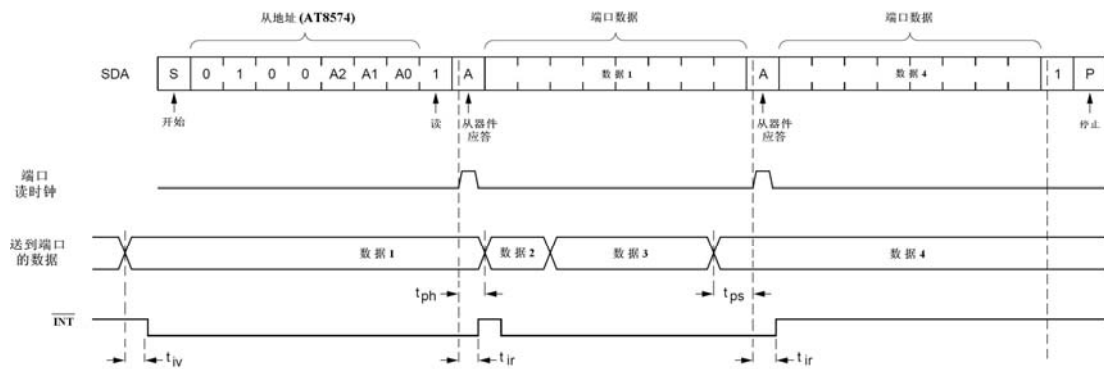 从地址 (AT8574)
端口数据
端口数据
SDA S 0 1 0 0 A2 A1 A0 1 A 数据1 A 数据4 1 P
开始
读
从器件
应答
从器件
应答
停止
端口
读时钟
送到端口
的数据
数据1 数据2 数据3 数据4
tph
tps
INT
tiv
tir
tir